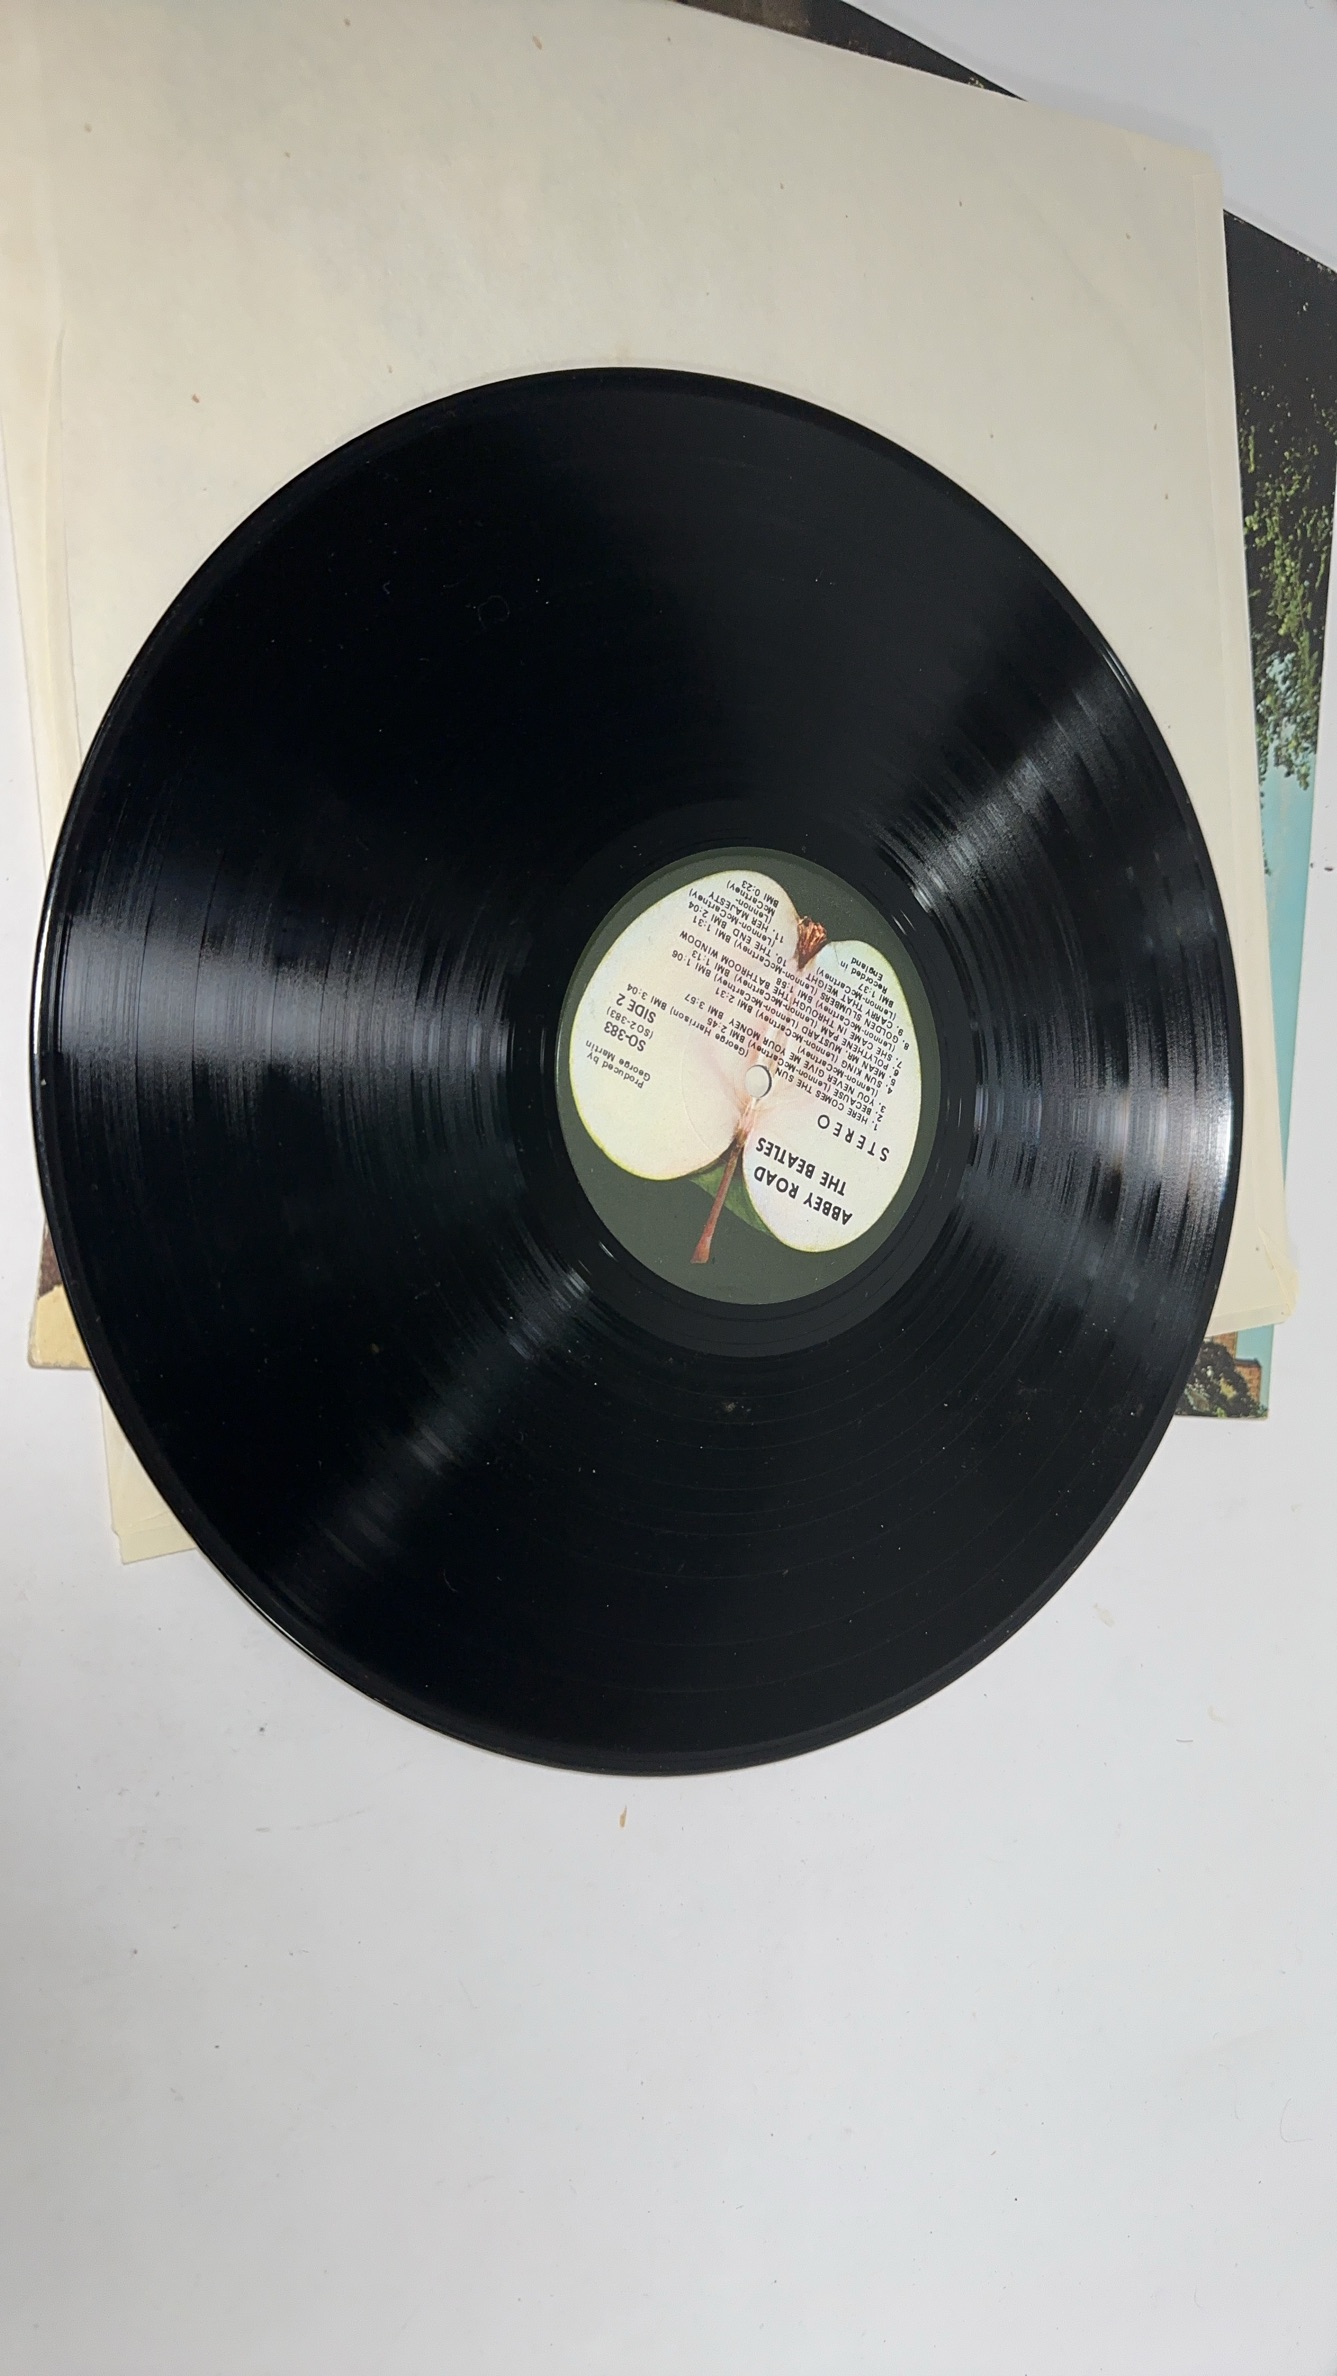 ABBEY ROAD
THE BEATLES
STEREO
1. HERE COMES THE SUN (George Harrison) BMI 3:04
2. BECAUSE (Lennon-McCartney) BMI 2:45
3. YOU NEVER GIVE ME YOUR MONEY BMI 3:57
(Lennon-McCartney)
4. SUN KING (Lennon-McCartney) BMI 2:31
5. MEAN MR. MUSTARD (Lennon-McCartney) BMI 1:06
6. POLYTHENE PAM (Lennon-McCartney) BMI 1:13
7. SHE CAME IN THROUGH THE BATHROOM WINDOW
(Lennon-McCartney) BMI 1:58
8. GOLDEN SLUMBERS (Lennon-McCartney) BMI 1:31
9. CARRY THAT WEIGHT
(Lennon-McCartney)
BMI 1:37
10. THE END BMI 2:04
(Lennon-McCartney)
11. HER MAJESTY
(Lennon-
McCartney)
BMI 0:23
SIDE 2
(SO2-383)
SO-383
Produced by
George Martin
Recorded in
England